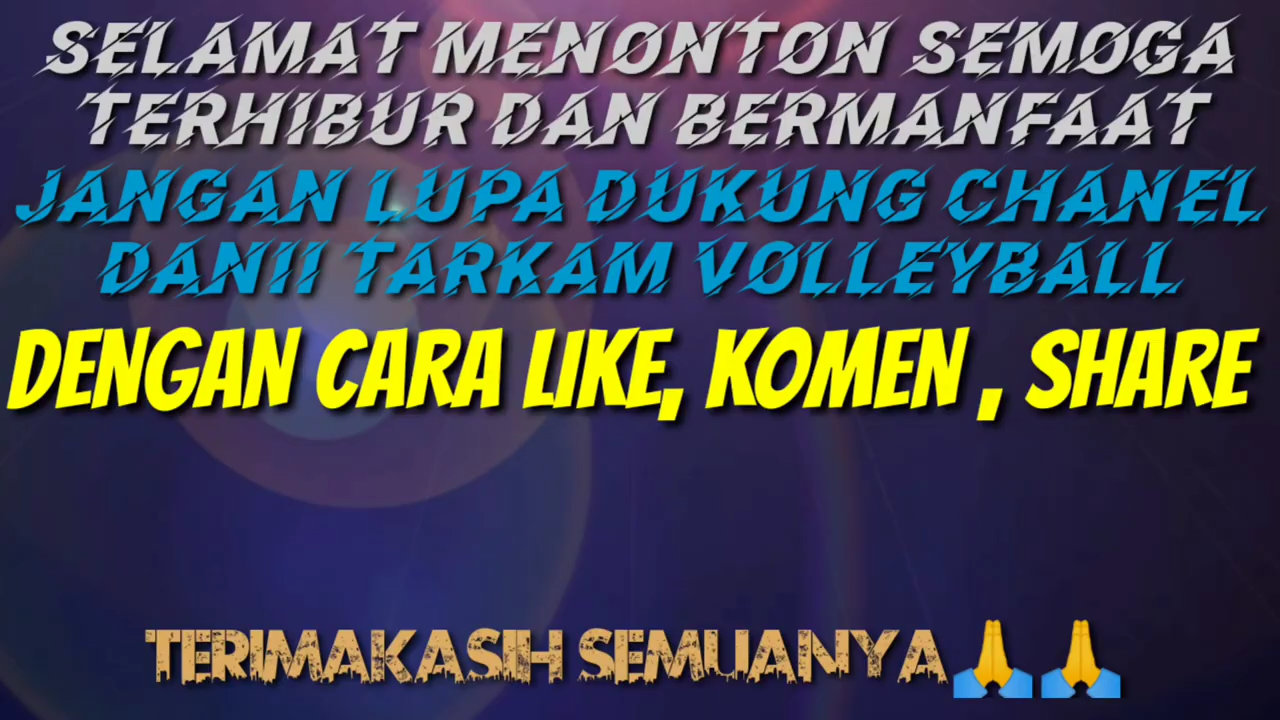 SELAMAT MENONTON SEMOGA
TERHIBUR DAN BERMANFAAT
JANGAN LUPA DUKUNG CHANEL
DANII TARKAM VOLLEYBALL
DENGAN CARA LIKE, KOMEN , SHARE
TERIMAKASIH SEMUANYA🙏🙏